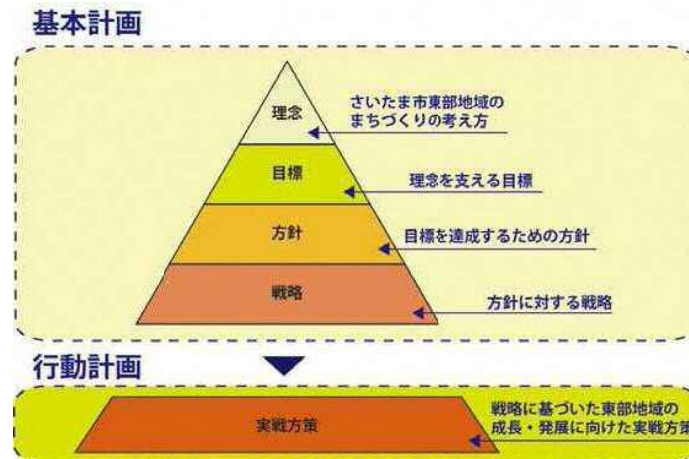 基本計画
理念
さいたま市東部地域の
まちづくりの考え方
目標
理念を支える目標
方針
目標を達成するための方針
戦略
方針に対する戦略
行動計画
実戦方策
戦略に基づいた東部地域の
成長・発展に向けた実戦方策